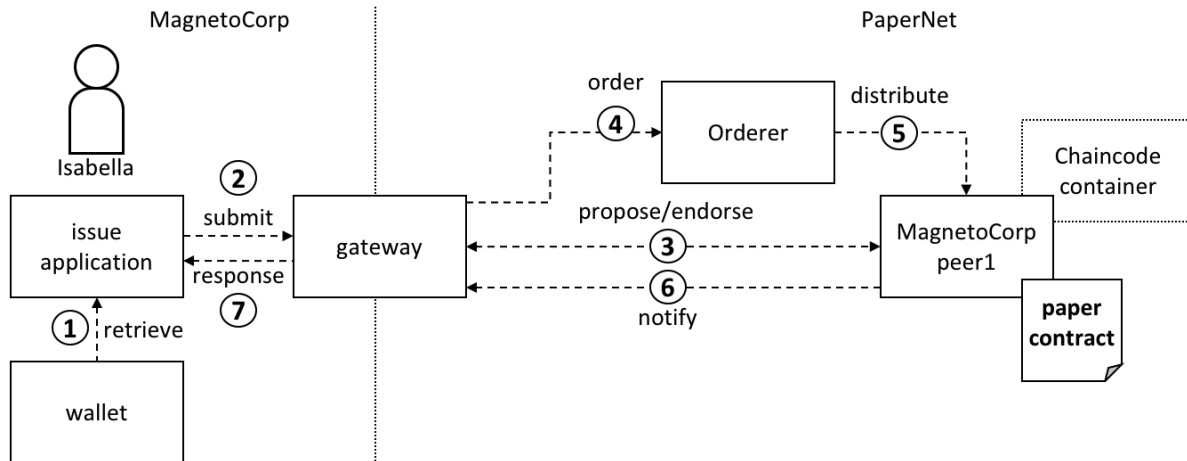 MagnetoCorp
PaperNet
Isabella
order
4
Orderer
distribute
5
Chaincode
container
2
submit
issue
application
gateway
response
7
propose/endorse
3
6
notify
MagnetoCorp
peer1
paper
contract
1
retrieve
wallet